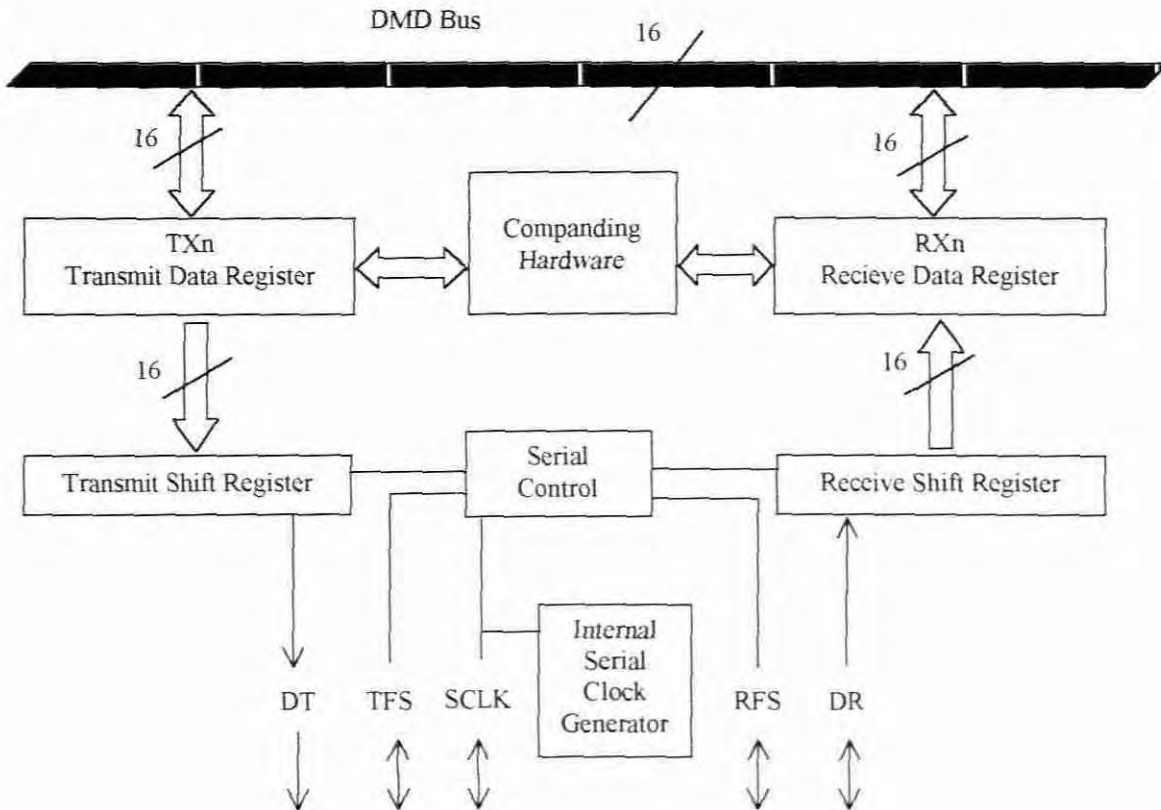 DMD Bus
16
16
16
TXn
Transmit Data Register
Companding
Hardware
RXn
Recieve Data Register
16
16
Transmit Shift Register
Serial
Control
Receive Shift Register
Internal
Serial
Clock
Generator
DT
TFS
SCLK
RFS
DR